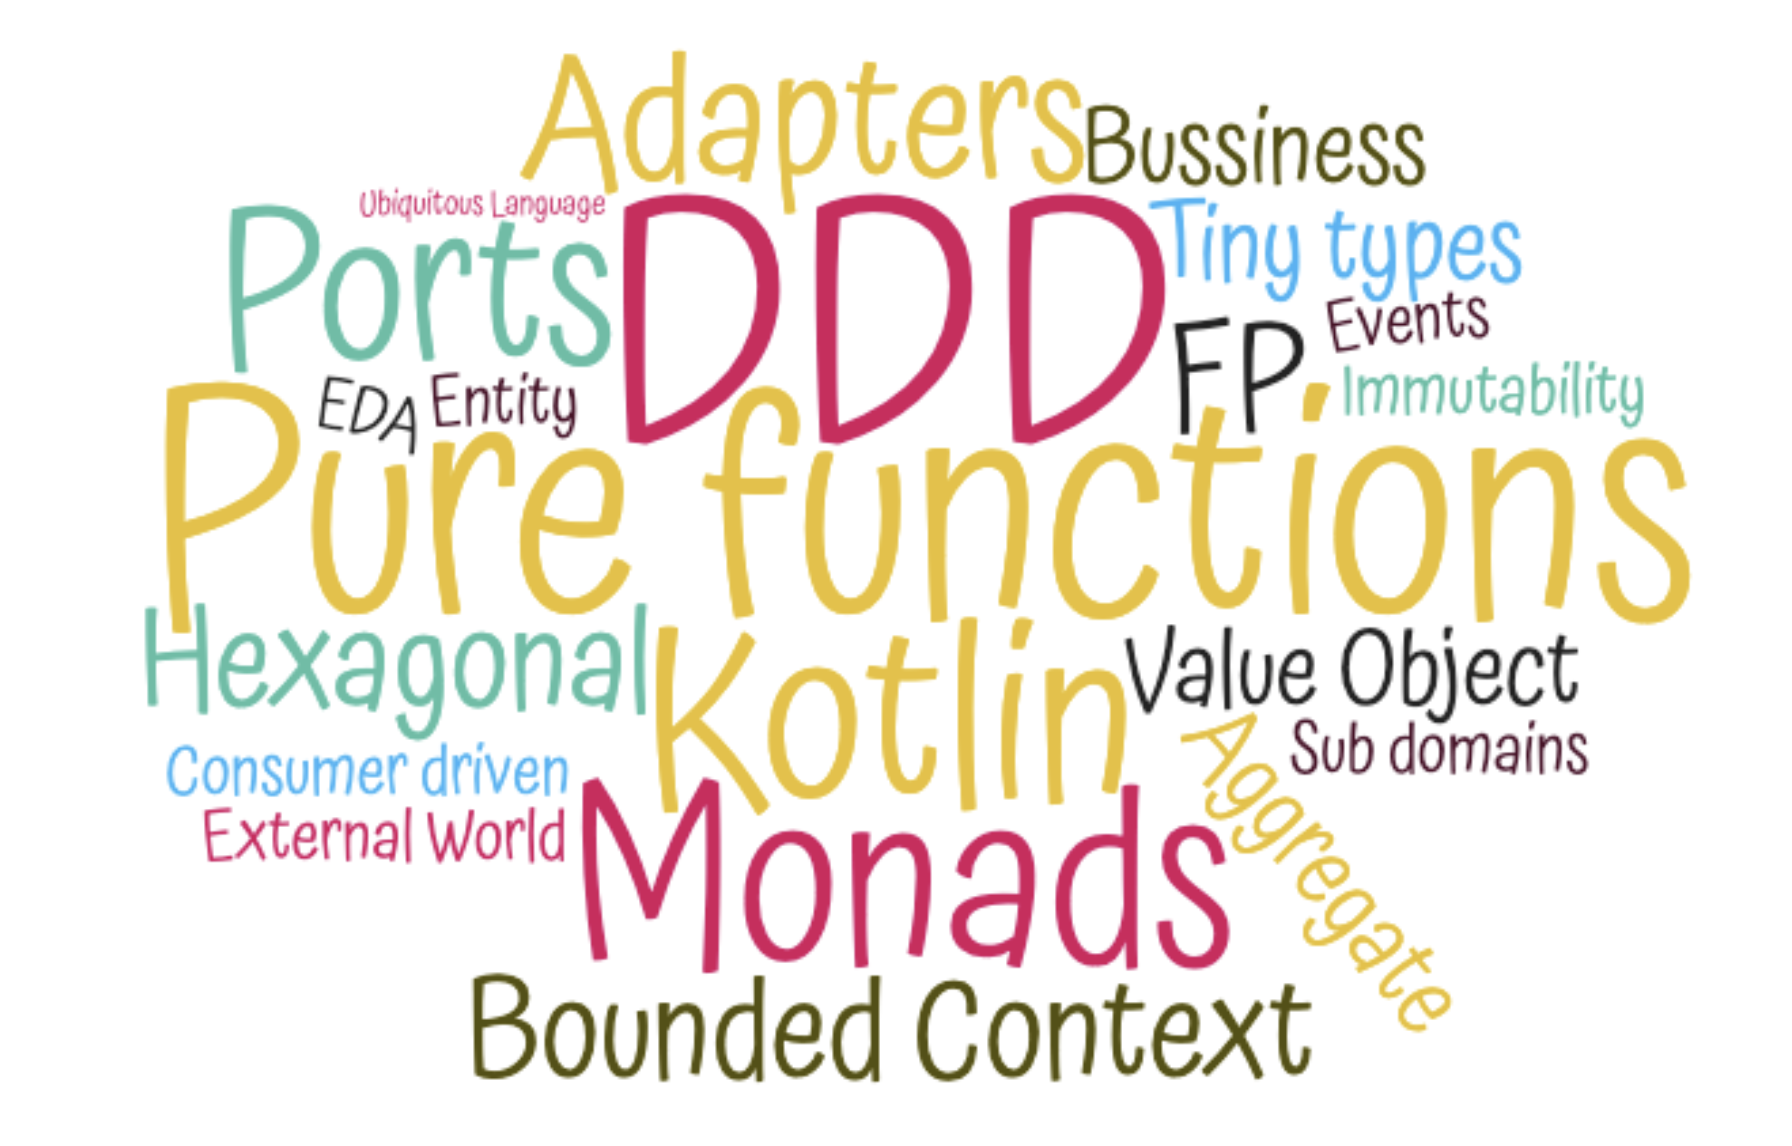 Adapters
Bussiness
Ubiquitous Language
Ports
DDD
Tiny types
Events
FP
Immutability
EDA
Entity
Pure functions
Hexagonal
Kotlin
Value Object
Sub domains
Aggregate
Consumer driven
External World
Monads
Bounded Context